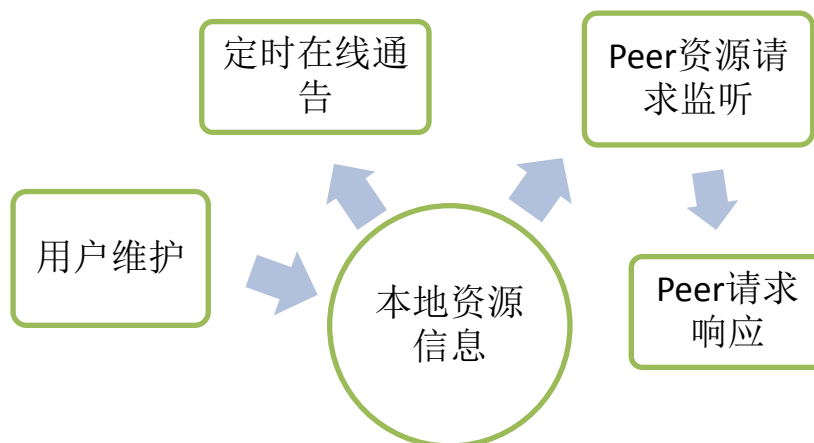 定时在线通
告
Peer资源请
求监听
用户维护
本地资源
信息
Peer请求
响应